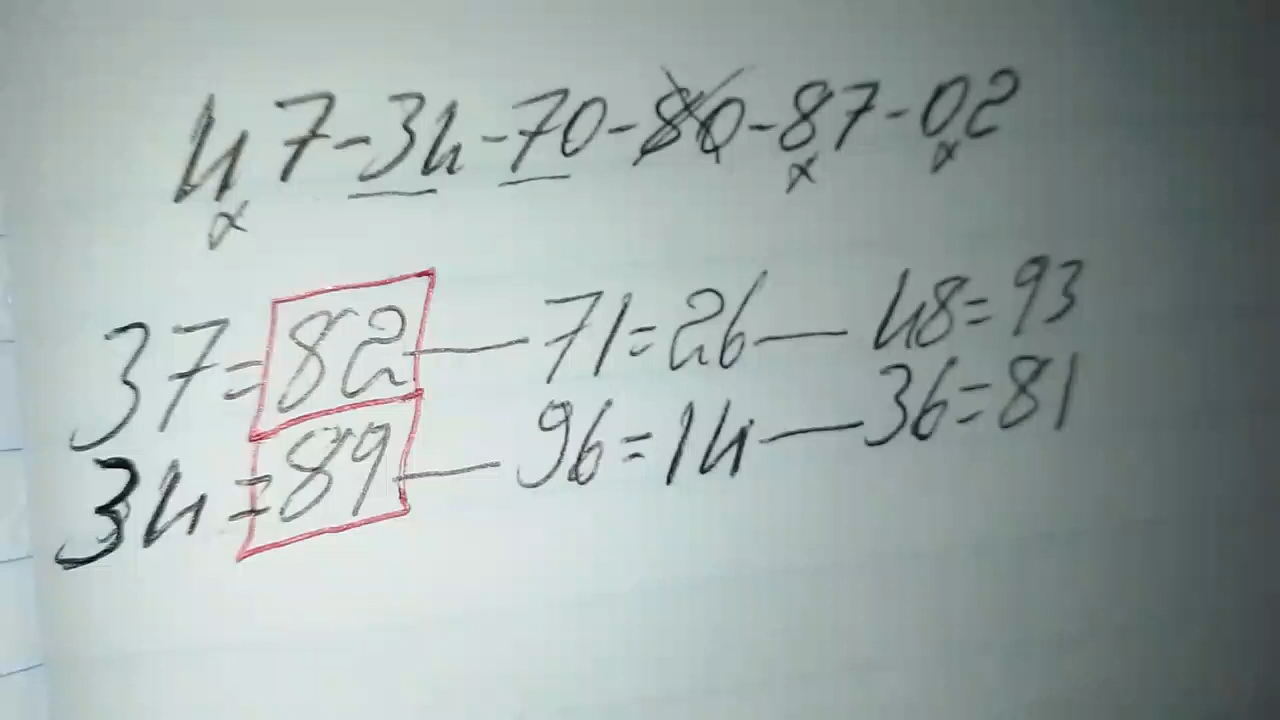 47-34-70-80-87-02
x x x
37=82—71=26—48=93
34=89—96=14—36=81